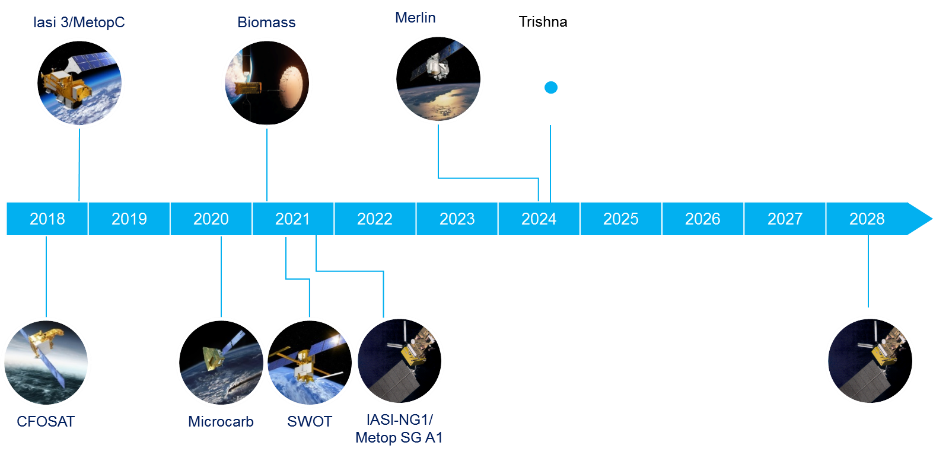 Iasi 3/MetopC
Biomass
Merlin
Trishna
2018
2019
2020
2021
2022
2023
2024
2025
2026
2027
2028
CFOSAT
Microcarb
SWOT
IASI-NG1/
Metop SG A1